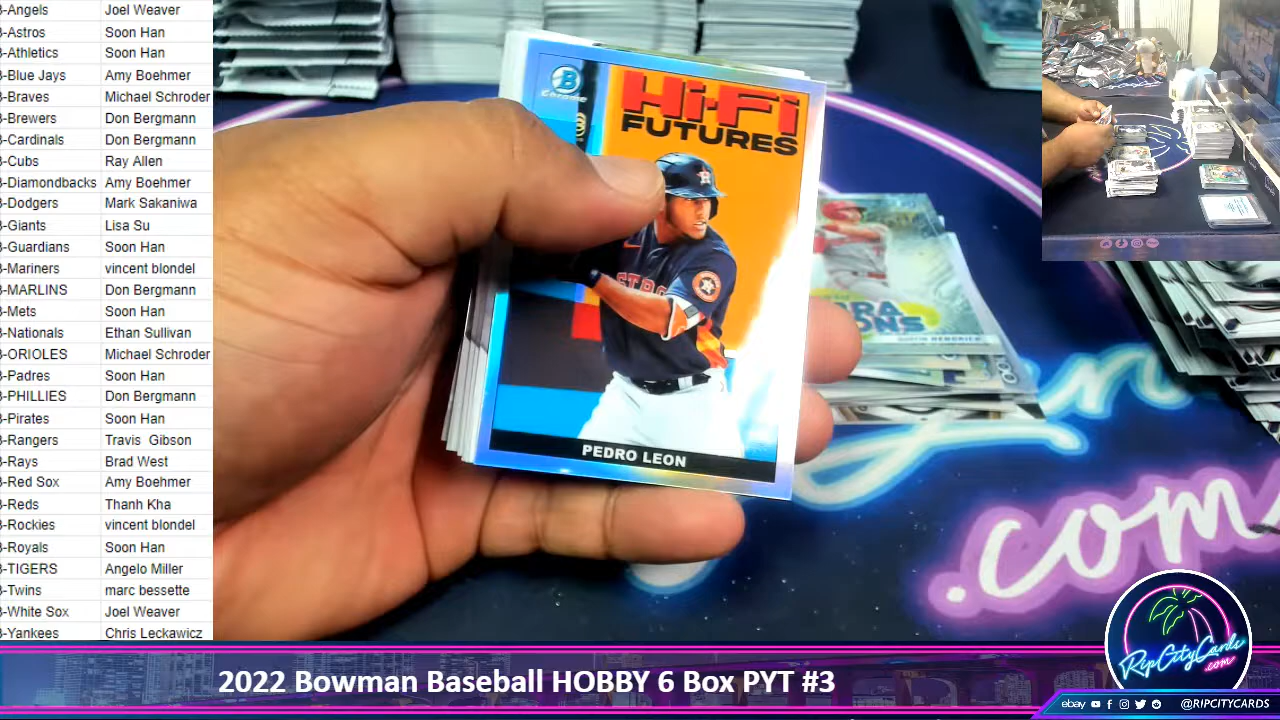 B-Angels Joel Weaver
B-Astros Soon Han
B-Athletics Soon Han
B-Blue Jays Amy Boehmer
B-Braves Michael Schroder
B-Brewers Don Bergmann
B-Cardinals Don Bergmann
B-Cubs Ray Allen
B-Diamondbacks Amy Boehmer
B-Dodgers Mark Sakaniwa
B-Giants Lisa Su
B-Guardians Soon Han
B-Mariners vincent blondel
B-MARLINS Don Bergmann
B-Mets Soon Han
B-Nationals Ethan Sullivan
B-ORIOLES Michael Schroder
B-Padres Soon Han
B-PHILLIES Don Bergmann
B-Pirates Soon Han
B-Rangers Travis Gibson
B-Rays Brad West
B-Red Sox Amy Boehmer
B-Reds Thanh Kha
B-Rockies vincent blondel
B-Royals Soon Han
B-TIGERS Angelo Miller
B-Twins marc bessette
B-White Sox Joel Weaver
B-Yankees Chris Leckawicz
B
Chrome
Hi-Fi
FUTURES
PEDRO LEON
.com
RipCityCards
.com
2022 Bowman Baseball HOBBY 6 Box PYT #3
ebay @RIPCITYCARDS